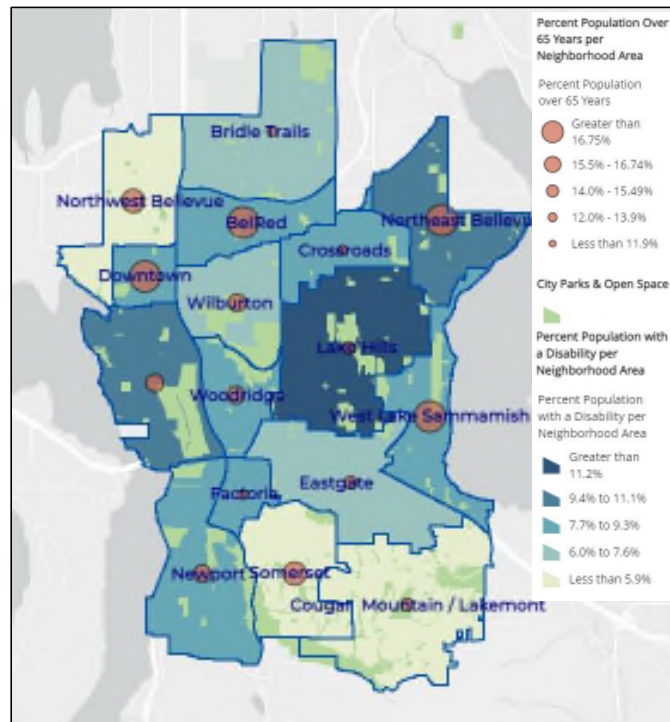 Percent Population Over
65 Years per
Neighborhood Area
Percent Population
over 65 Years
Greater than
16.75%
15.5% - 16.74%
14.0% - 15.49%
12.0% - 13.9%
Less than 11.9%
City Parks & Open Space
Percent Population with
a Disability per
Neighborhood Area
Percent Population
with a Disability per
Neighborhood Area
Greater than
11.2%
9.4% to 11.1%
7.7% to 9.3%
6.0% to 7.6%
Less than 5.9%
Bridle Trails
Northwest Bellevue
BelRed
Northeast Bellevu
Crossroads
Downtown
Wilburton
Lake Hills
Woodridge
West Lake Sammamish
Eastgate
Factoria
Newport
Somerset
Cougar Mountain / Lakemont